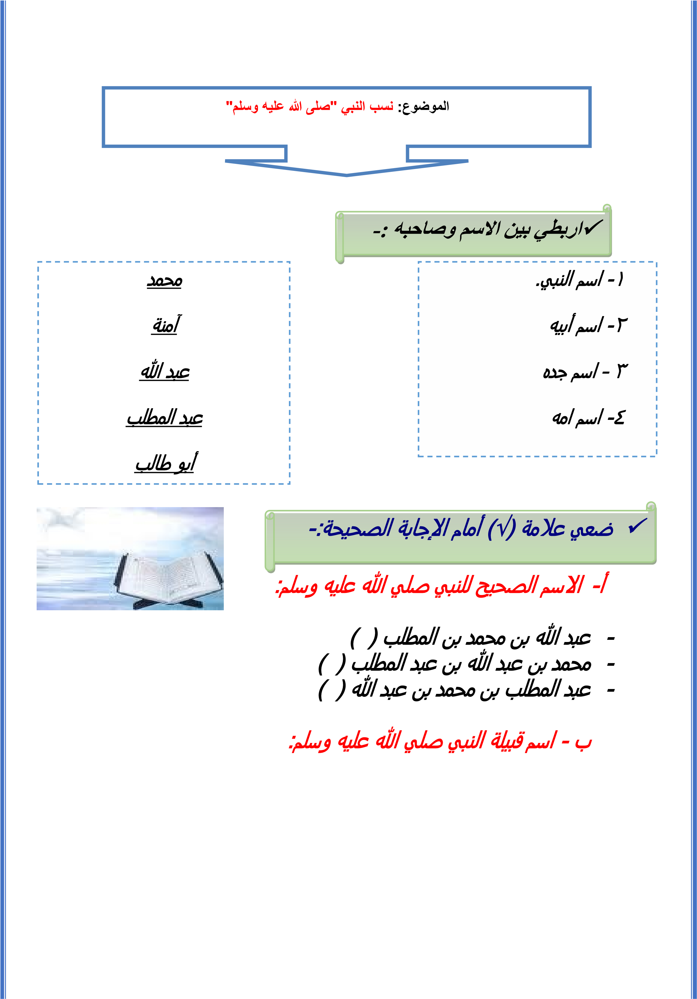 الموضوع: نسب النبي "صلى الله عليه وسلم"
✓اربطي بين الاسم وصاحبه :-
١- اسم النبي.
٢- اسم أبيه
٣ - اسم جده
٤- اسم امه
محمد
آمنة
عبد الله
عبد المطلب
أبو طالب
✓ ضعي علامة (√) أمام الإجابة الصحيحة:-
أ- الاسم الصحيح للنبي صلي الله عليه وسلم:
- عبد الله بن محمد بن المطلب ( )
- محمد بن عبد الله بن عبد المطلب ( )
- عبد المطلب بن محمد بن عبد الله ( )
ب - اسم قبيلة النبي صلي الله عليه وسلم: